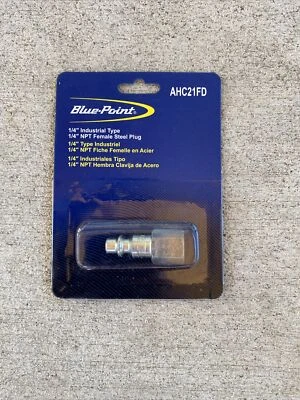 AHC21FD
Blue-Point®
1/4" Industrial Type
1/4" NPT Female Steel Plug
1/4" Type Industriel
1/4" NPT Fiche Femelle en Acier
1/4" Industriales Tipo
1/4" NPT Hembra Clavija de Acero